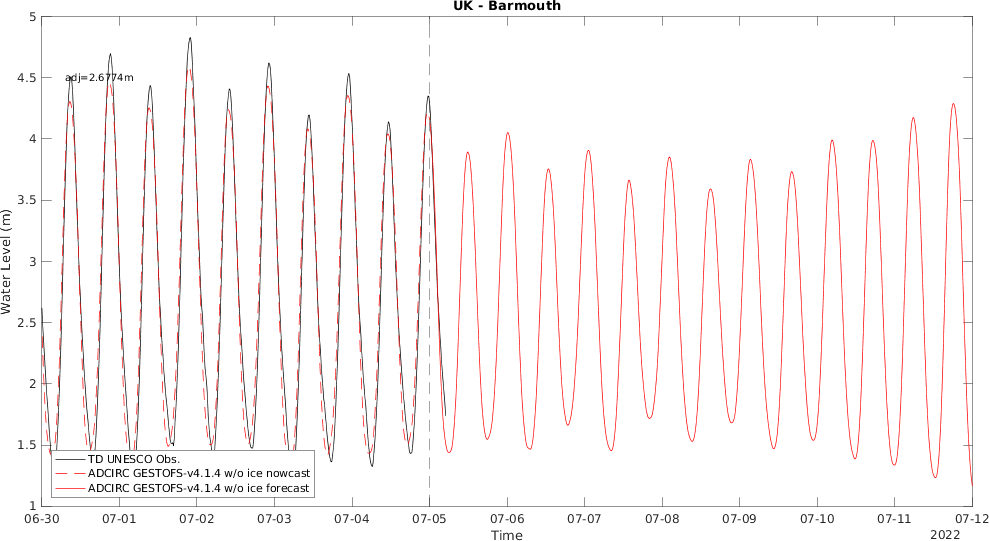 UK - Barmouth
5
adj=2.6774m
4.5
4
3.5
3
2.5
2
1.5
1
Water Level (m)
TD UNESCO Obs.
ADCIRC GESTOFS-v4.1.4 w/o ice nowcast
ADCIRC GESTOFS-v4.1.4 w/o ice forecast
06-30 07-01 07-02 07-03 07-04 07-05 07-06 07-07 07-08 07-09 07-10 07-11 07-12
Time
2022